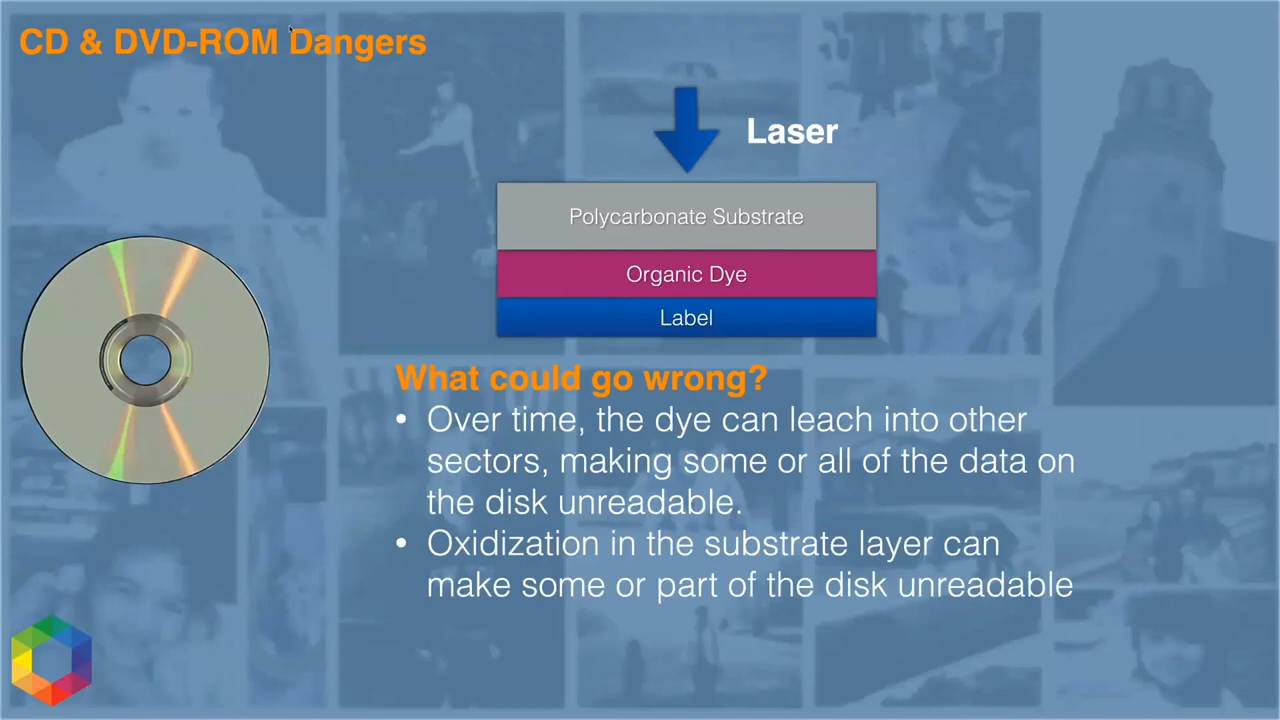 CD & DVD-ROM Dangers
Laser
Polycarbonate Substrate
Organic Dye
Label
What could go wrong?
• Over time, the dye can leach into other
sectors, making some or all of the data on
the disk unreadable.
• Oxidization in the substrate layer can
make some or part of the disk unreadable